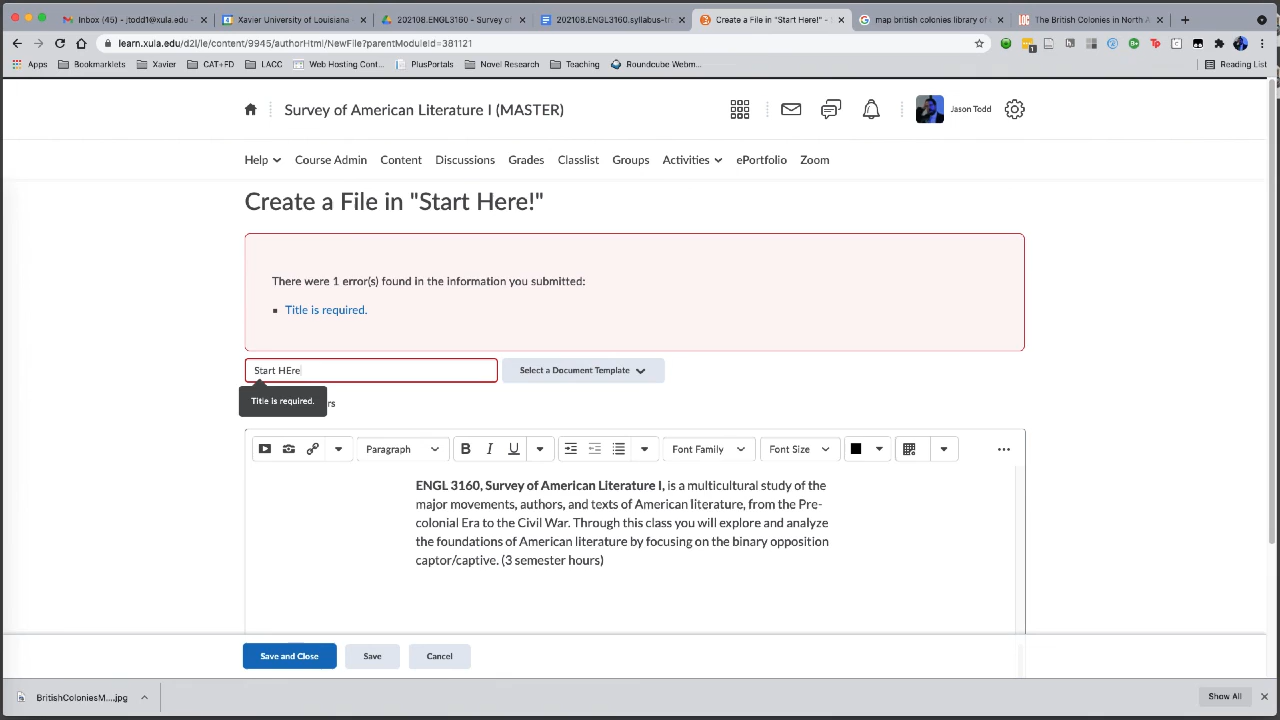 Inbox (45) - jtodd1@xula.edu -
Xavier University of Louisiana -
202108.ENGL3160 - Survey of
202108.ENGL3160.syllabus-tr
Create a File in "Start Here!" -
map british colonies library of c
LOC The British Colonies in North A
learn.xula.edu/d2l/le/content/9945/authorHtml/NewFile?parentModuleId=381121
Apps Bookmarklets Xavier CAT+FD LACC Web Hosting Cont... PlusPortals Novel Research Teaching Roundcube Webm... Reading List
Survey of American Literature I (MASTER) Jason Todd
Help Course Admin Content Discussions Grades Classlist Groups Activities ePortfolio Zoom
Create a File in "Start Here!"
There were 1 error(s) found in the information you submitted:
Title is required.
Start HEre Select a Document Template
Title is required. rs
Paragraph B I U Font Family Font Size
ENGL 3160, Survey of American Literature I, is a multicultural study of the
major movements, authors, and texts of American literature, from the Pre-
colonial Era to the Civil War. Through this class you will explore and analyze
the foundations of American literature by focusing on the binary opposition
captor/captive. (3 semester hours)
Save and Close Save Cancel
BritishColoniesM....jpg Show All